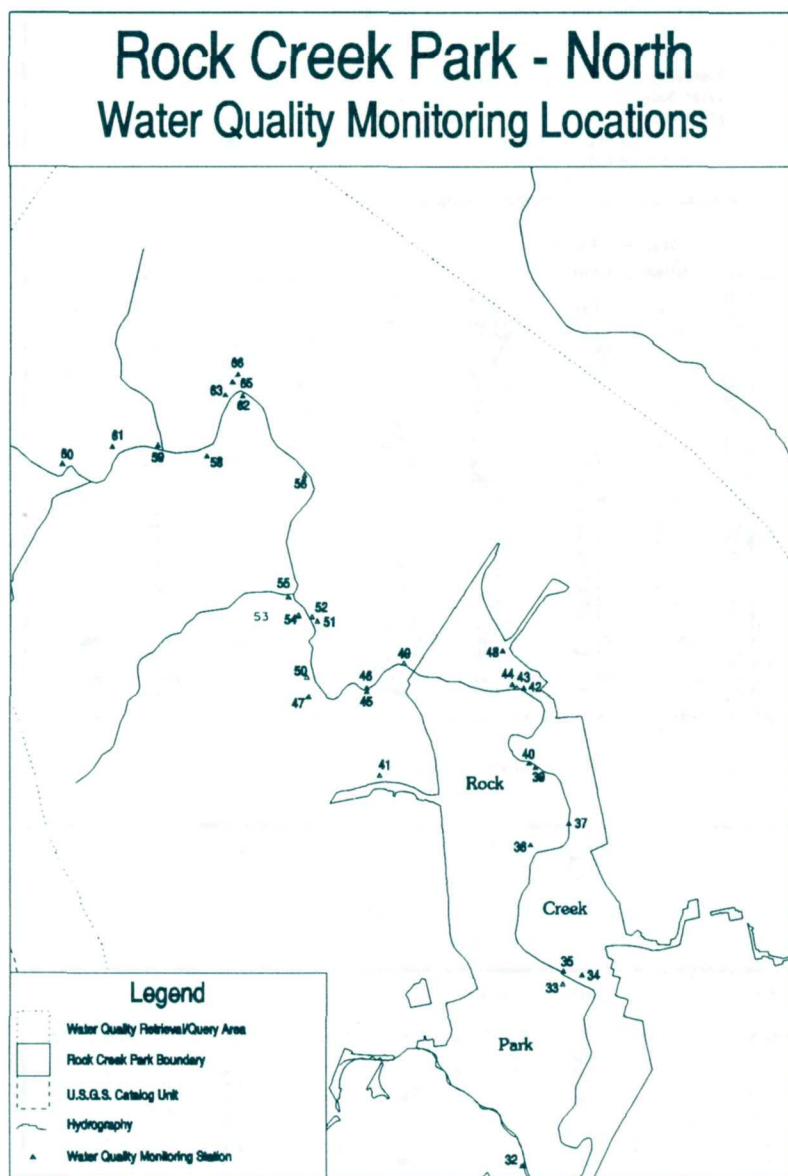 Rock Creek Park - North
Water Quality Monitoring Locations
66
65
63
62
61
60
59
58
56
55
53
54
52
51
50
49
48
47
46
45
44
43
42
41
40
39
Rock
37
36
Creek
35
34
33
Park
32
Legend
Water Quality Retrieval/Query Area
Rock Creek Park Boundary
U.S.G.S. Catalog Unit
Hydrography
Water Quality Monitoring Station